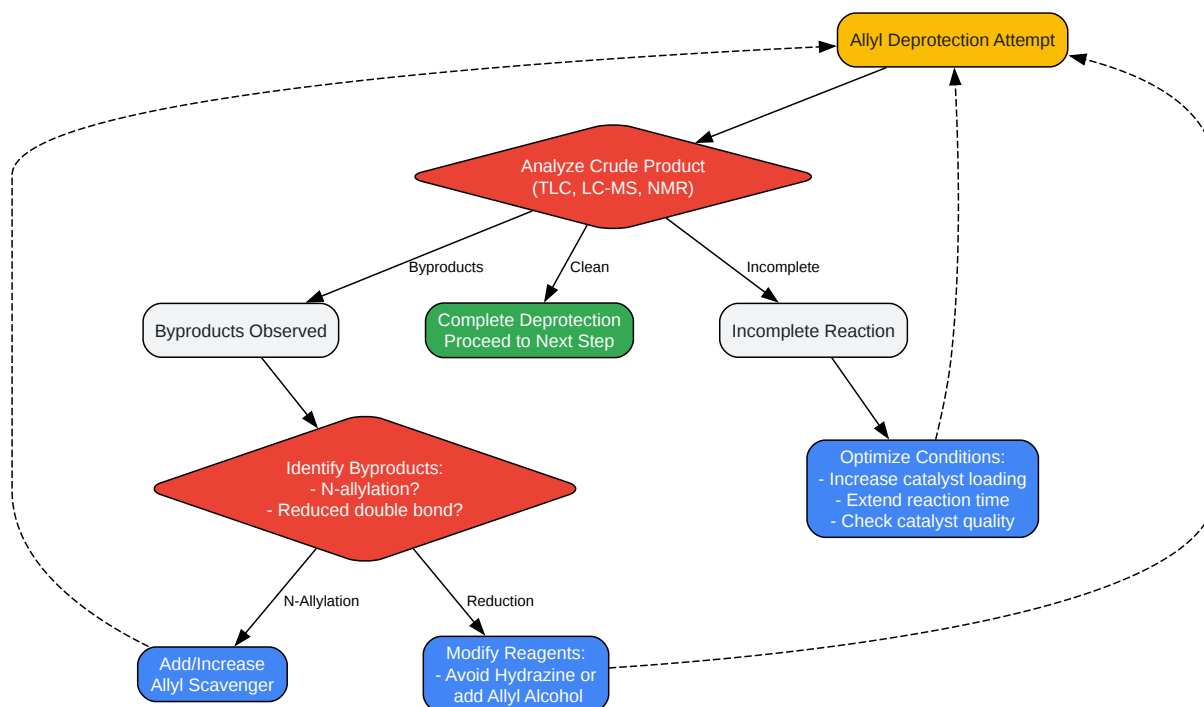 Allyl Deprotection Attempt
Analyze Crude Product
(TLC, LC-MS, NMR)
Byproducts
Clean
Incomplete
Byproducts Observed
Complete Deprotection
Proceed to Next Step
Incomplete Reaction
Identify Byproducts:
- N-allylation?
- Reduced double bond?
Optimize Conditions:
- Increase catalyst loading
- Extend reaction time
- Check catalyst quality
N-Allylation
Reduction
Add/Increase
Allyl Scavenger
Modify Reagents:
- Avoid Hydrazine or
add Allyl Alcohol